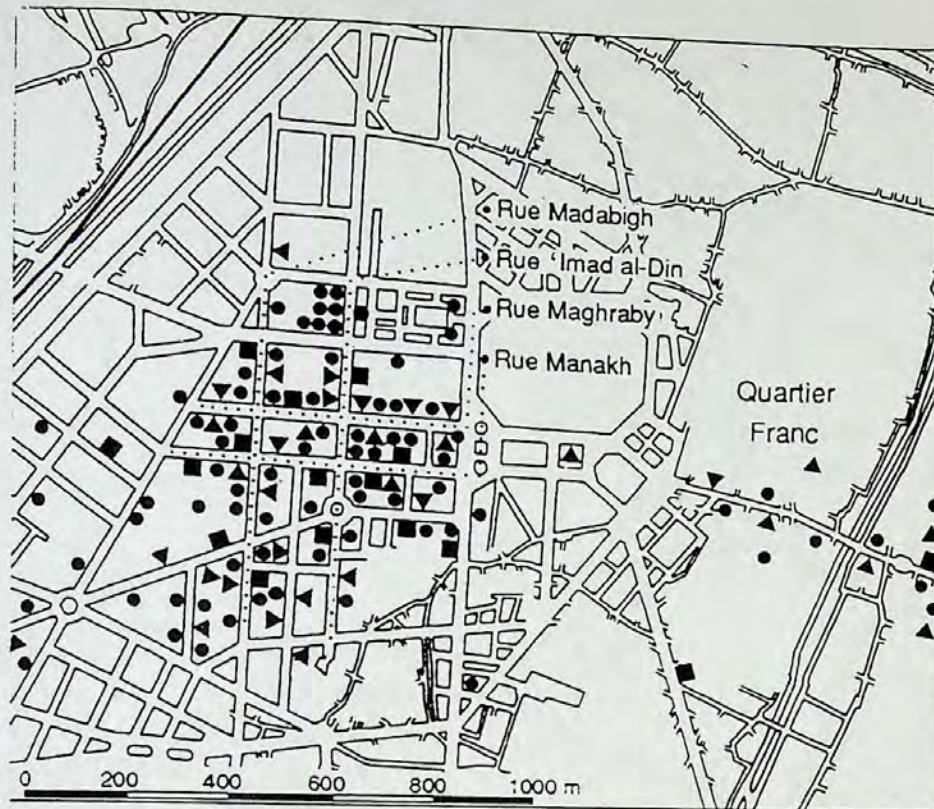 Rue Madabigh
Rue 'Imad al-Din
Rue Maghraby
Rue Manakh
Quartier
Franc
0 200 400 600 800 1000 m